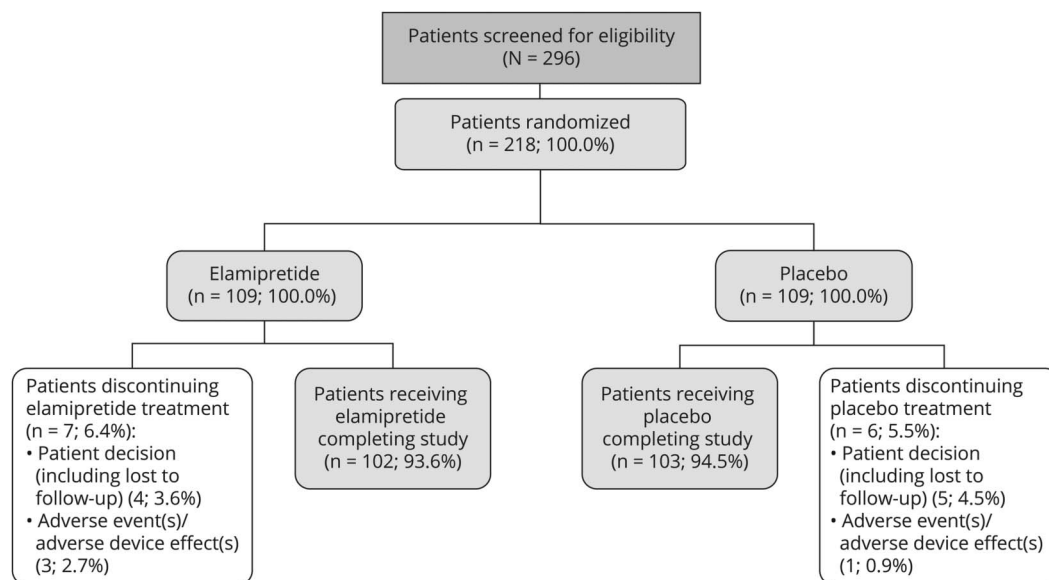 Patients screened for eligibility
(N = 296)
Patients randomized
(n = 218; 100.0%)
Elamipretide
(n = 109; 100.0%)
Placebo
(n = 109; 100.0%)
Patients discontinuing
elamipretide treatment
(n = 7; 6.4%):
• Patient decision
(including lost to
follow-up) (4; 3.6%)
• Adverse event(s)/
adverse device effect(s)
(3; 2.7%)
Patients receiving
elamipretide
completing study
(n = 102; 93.6%)
Patients receiving
placebo
completing study
(n = 103; 94.5%)
Patients discontinuing
placebo treatment
(n = 6; 5.5%):
• Patient decision
(including lost to
follow-up) (5; 4.5%)
• Adverse event(s)/
adverse device effect(s)
(1; 0.9%)